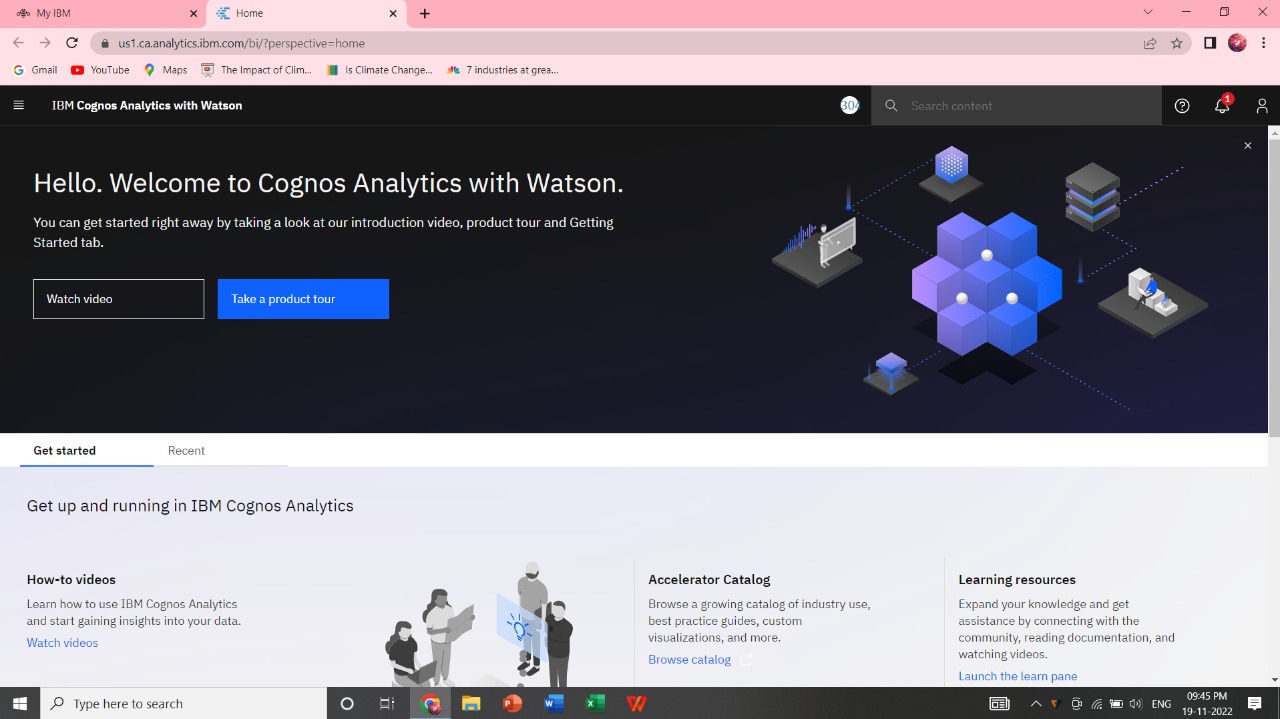 My IBM
Home
us1.ca.analytics.ibm.com/bi/?perspective=home
Gmail
YouTube
Maps
The Impact of Clim...
Is Climate Change...
7 industries at grea...
IBM Cognos Analytics with Watson
304
Search content
1
Hello. Welcome to Cognos Analytics with Watson.
You can get started right away by taking a look at our introduction video, product tour and Getting
Started tab.
Watch video
Take a product tour
Get started
Recent
Get up and running in IBM Cognos Analytics
How-to videos
Learn how to use IBM Cognos Analytics
and start gaining insights into your data.
Watch videos
Accelerator Catalog
Browse a growing catalog of industry use,
best practice guides, custom
visualizations, and more.
Browse catalog
Learning resources
Expand your knowledge and get
assistance by connecting with the
community, reading documentation, and
watching videos.
Launch the learn pane
Type here to search
ENG
09:45 PM
19-11-2022